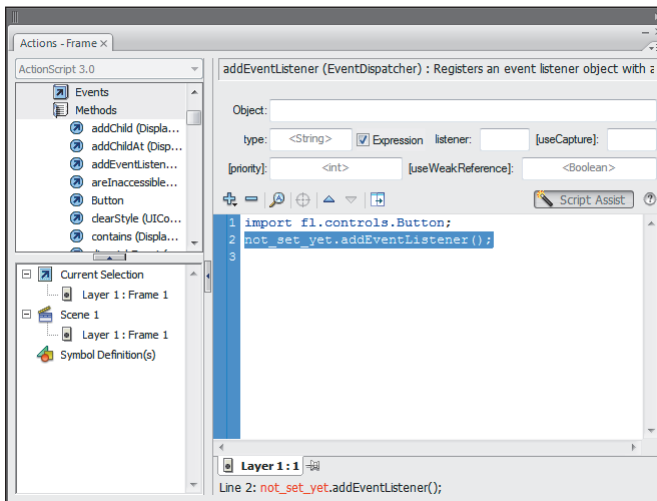 Actions - Frame ×
ActionScript 3.0
Events
Methods
addChild (Displa...
addChildAt (Disp...
addEventListen...
areInaccessible...
Button
clearStyle (UICo...
contains (Displa...
Current Selection
Layer 1 : Frame 1
Scene 1
Layer 1 : Frame 1
Symbol Definition(s)
addEventListener (EventDispatcher) : Registers an event listener object with a
Object:
type: <String> Expression listener: [useCapture]:
[priority]: <int> [useWeakReference]: <Boolean>
Script Assist
1 import fl.controls.Button;
2 not_set_yet.addEventListener();
3
Layer 1 : 1
Line 2: not_set_yet.addEventListener();